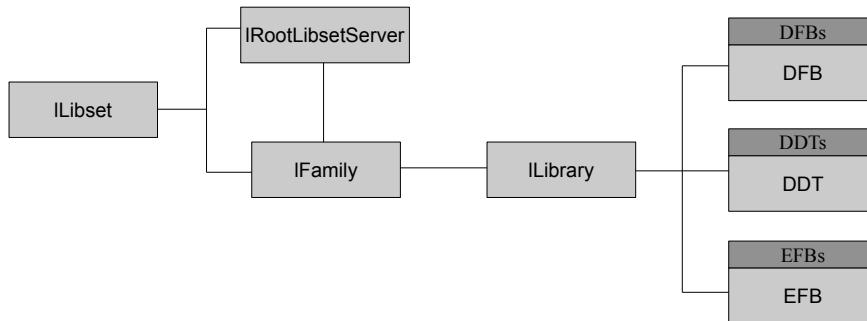 ILibset
IRootLibsetServer
IFamily
ILibrary
DFBs
DFB
DDTs
DDT
EFBs
EFB